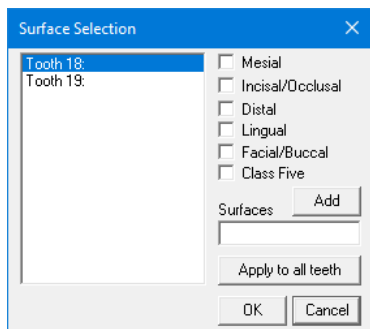 Surface Selection
Tooth 18:
Tooth 19:
Mesial
Incisal/Occlusal
Distal
Lingual
Facial/Buccal
Class Five
Surfaces
Add
Apply to all teeth
OK
Cancel